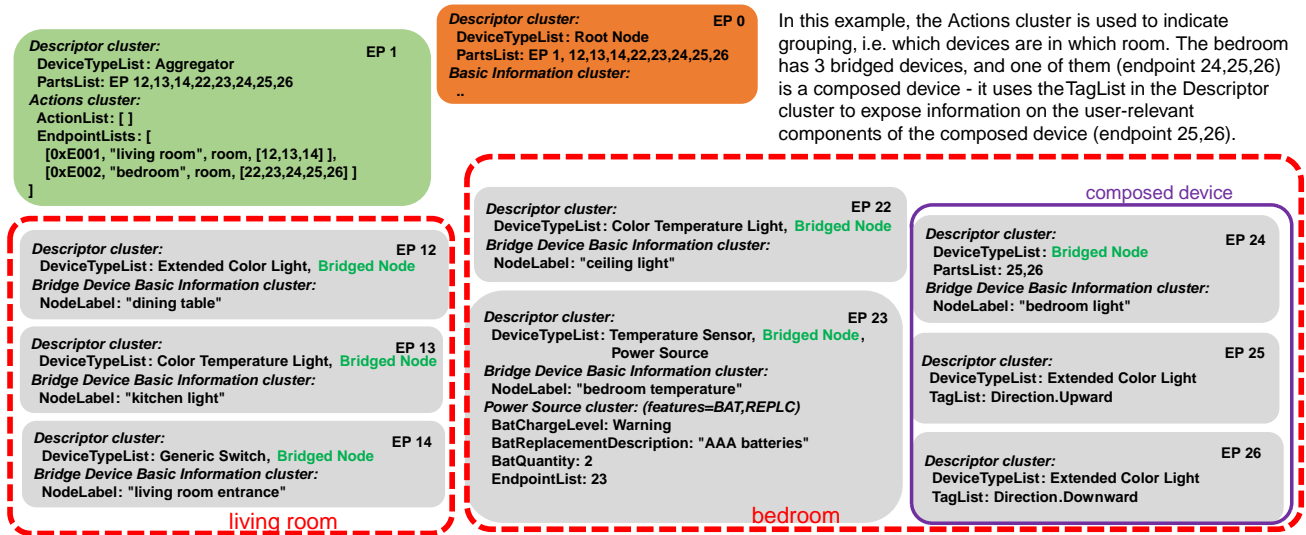 Descriptor cluster: EP 1
DeviceTypeList: Aggregator
PartsList: EP 12,13,14,22,23,24,25,26
Actions cluster:
ActionList: [ ]
EndpointLists: [
[0xE001, "living room", room, [12,13,14] ],
[0xE002, "bedroom", room, [22,23,24,25,26] ]
]
Descriptor cluster: EP 0
DeviceTypeList: Root Node
PartsList: EP 1, 12,13,14,22,23,24,25,26
Basic Information cluster:
..
In this example, the Actions cluster is used to indicate
grouping, i.e. which devices are in which room. The bedroom
has 3 bridged devices, and one of them (endpoint 24,25,26)
is a composed device - it uses theTagList in the Descriptor
cluster to expose information on the user-relevant
components of the composed device (endpoint 25,26).
Descriptor cluster: EP 12
DeviceTypeList: Extended Color Light, Bridged Node
Bridge Device Basic Information cluster:
NodeLabel: "dining table"
Descriptor cluster: EP 13
DeviceTypeList: Color Temperature Light, Bridged Node
Bridge Device Basic Information cluster:
NodeLabel: "kitchen light"
Descriptor cluster: EP 14
DeviceTypeList: Generic Switch, Bridged Node
Bridge Device Basic Information cluster:
NodeLabel: "living room entrance"
living room
Descriptor cluster: EP 22
DeviceTypeList: Color Temperature Light, Bridged Node
Bridge Device Basic Information cluster:
NodeLabel: "ceiling light"
Descriptor cluster: EP 23
DeviceTypeList: Temperature Sensor, Bridged Node,
Power Source
Bridge Device Basic Information cluster:
NodeLabel: "bedroom temperature"
Power Source cluster: (features=BAT,REPLC)
BatChargeLevel: Warning
BatReplacementDescription: "AAA batteries"
BatQuantity: 2
EndpointList: 23
bedroom
composed device
Descriptor cluster: EP 24
DeviceTypeList: Bridged Node
PartsList: 25,26
Bridge Device Basic Information cluster:
NodeLabel: "bedroom light"
Descriptor cluster: EP 25
DeviceTypeList: Extended Color Light
TagList: Direction.Upward
Descriptor cluster: EP 26
DeviceTypeList: Extended Color Light
TagList: Direction.Downward